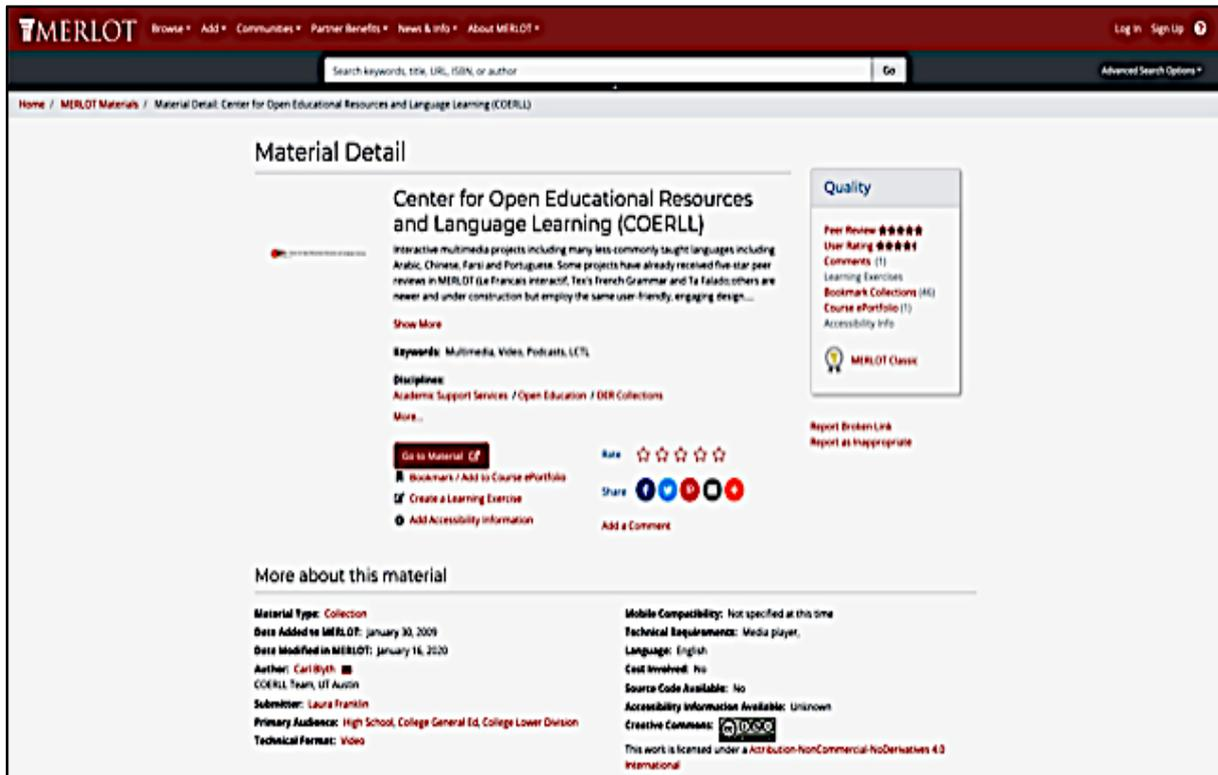 MERLOT Browse Add Communities Partner Benefits News & Info About MERLOT Log In Sign Up ?
Search keywords, title, URL, ISBN, or author Go Advanced Search Options
Home / MERLOT Materials / Material Detail: Center for Open Educational Resources and Language Learning (COERLL)
Material Detail
Center for Open Educational Resources
and Language Learning (COERLL)
Interactive multimedia projects including many less-commonly taught languages including
Arabic, Chinese, Farsi and Portuguese. Some projects have already received five-star peer
reviews in MERLOT (Le Francais interactif, Tex's French Grammar and Ta Falado; others are
newer and under construction but employ the same user-friendly, engaging design....
Show More
Keywords: Multimedia, Video, Podcasts, LCTL
Disciplines:
Academic Support Services / Open Education / OER Collections
More...
Go to Material
Bookmark / Add to Course ePortfolio
Create a Learning Exercise
Add Accessibility Information
Rate
Share
Add a Comment
Quality
Peer Review
User Rating
Comments (1)
Learning Exercises
Bookmark Collections (46)
Course ePortfolio (1)
Accessibility Info
MERLOT Classic
Report Broken Link
Report as Inappropriate
More about this material
Material Type: Collection
Date Added to MERLOT: January 30, 2009
Date Modified in MERLOT: January 16, 2020
Author: Carl Blyth
COERLL Team, UT Austin
Submitter: Laura Franklin
Primary Audience: High School, College General Ed, College Lower Division
Technical Format: Video
Mobile Compatibility: Not specified at this time
Technical Requirements: Media player,
Language: English
Cost Involved: No
Source Code Available: No
Accessibility Information Available: Unknown
Creative Commons:
This work is licensed under a Attribution-NonCommercial-NoDerivatives 4.0
International